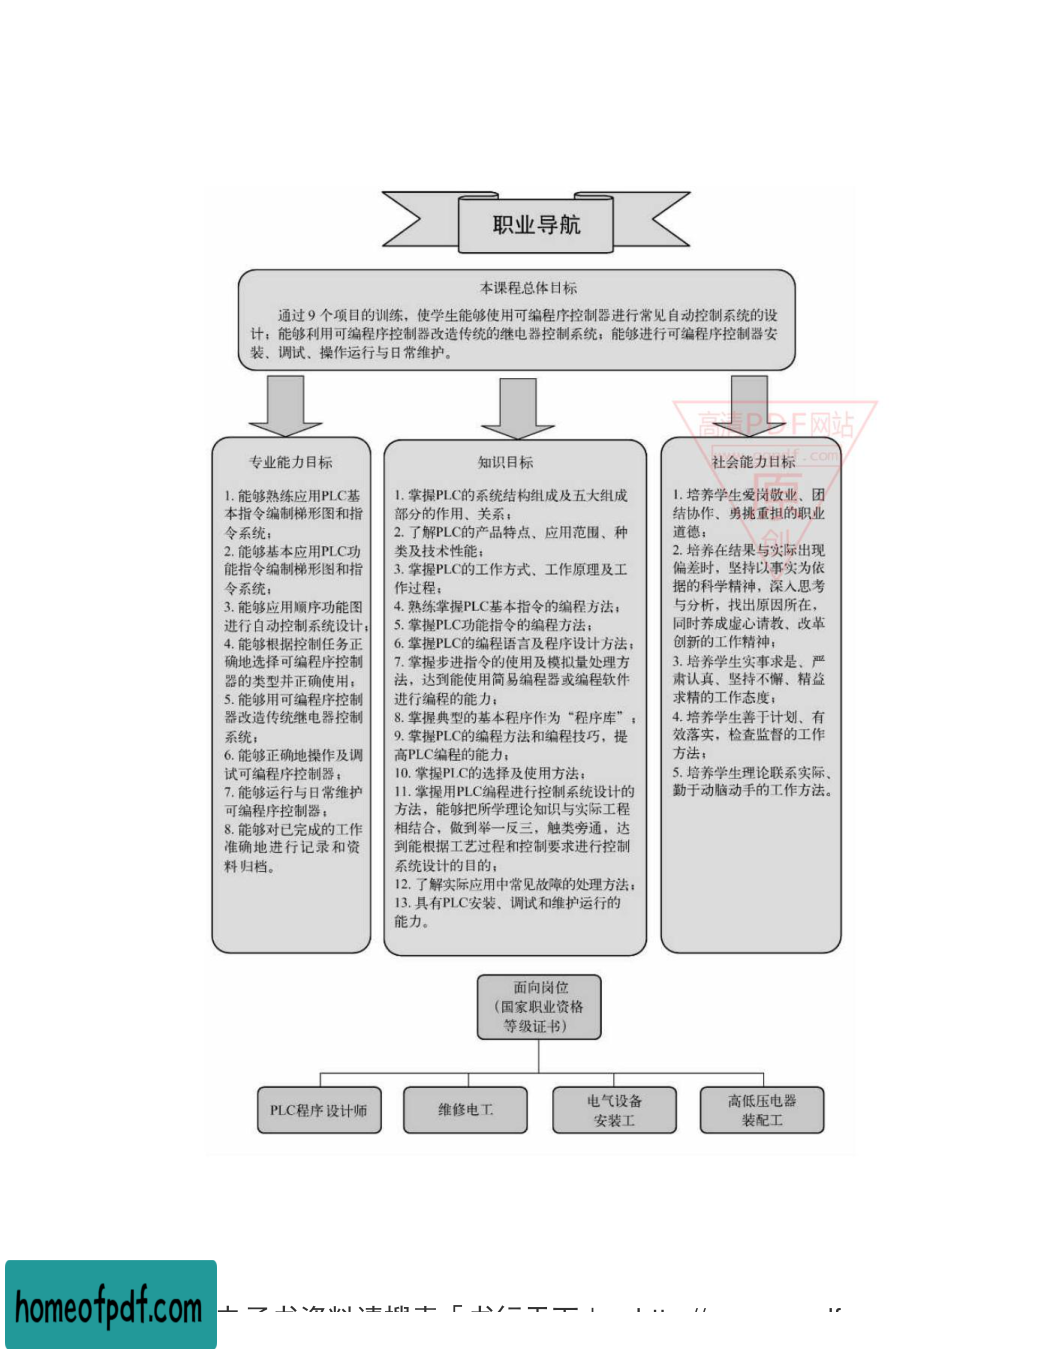 职业导航
本课程总体目标
通过9个项目的训练，使学生能够使用可编程序控制器进行常见自动控制系统的设
计；能够利用可编程序控制器改造传统的继电器控制系统；能够进行可编程序控制器安
装、调试、操作运行与日常维护。
专业能力目标
1. 能够熟练应用PLC基
本指令编制梯形图和指
令系统；
2. 能够基本应用PLC功
能指令编制梯形图和指
令系统；
3. 能够应用顺序功能图
进行自动控制系统设计；
4. 能够根据控制任务正
确地选择可编程序控制
器的类型并正确使用；
5. 能够用可编程序控制
器改造传统继电器控制
系统；
6. 能够正确地操作及调
试可编程序控制器；
7. 能够运行与日常维护
可编程序控制器；
8. 能够对已完成的工作
准确地进行记录和资
料归档。
知识目标
1. 掌握PLC的系统结构组成及五大组成
部分的作用、关系；
2. 了解PLC的产品特点、应用范围、种
类及技术性能；
3. 掌握PLC的工作方式、工作原理及工
作过程；
4. 熟练掌握PLC基本指令的编程方法；
5. 掌握PLC功能指令的编程方法；
6. 掌握PLC的编程语言及程序设计方法；
7. 掌握步进指令的使用及模拟量处理方
法，达到能使用简易编程器或编程软件
进行编程的能力；
8. 掌握典型的基本程序作为“程序库”；
9. 掌握PLC的编程方法和编程技巧，提
高PLC编程的能力；
10. 掌握PLC的选择及使用方法；
11. 掌握用PLC编程进行控制系统设计的
方法，能够把所学理论知识与实际工程
相结合，做到举一反三，触类旁通，达
到能根据工艺过程和控制要求进行控制
系统设计的目的；
12. 了解实际应用中常见故障的处理方法；
13. 具有PLC安装、调试和维护运行的
能力。
社会能力目标
1. 培养学生爱岗敬业、团
结协作、勇挑重担的职业
道德；
2. 培养在结果与实际出现
偏差时，坚持以事实为依
据的科学精神，深入思考
与分析，找出原因所在，
同时养成虚心请教、改革
创新的工作精神；
3. 培养学生实事求是、严
肃认真、坚持不懈、精益
求精的工作态度；
4. 培养学生善于计划、有
效落实，检查监督的工作
方法；
5. 培养学生理论联系实际、
勤于动脑动手的工作方法。
高清PDF网站
原
创
面向岗位
（国家职业资格
等级证书）
PLC程序设计师
维修电工
电气设备
安装工
高低压电器
装配工
homeofpdf.com